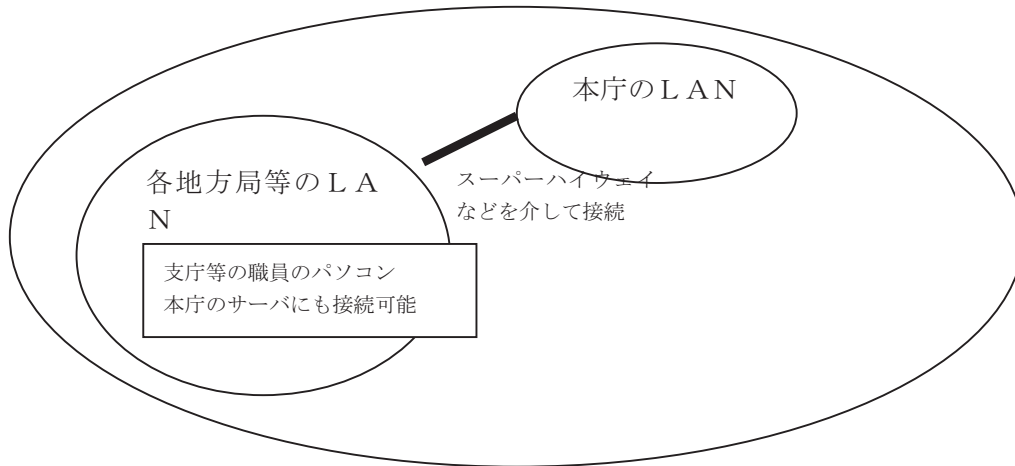 本庁のＬＡＮ
各地方局等のＬＡ
Ｎ
スーパーハイウェイ
などを介して接続
支庁等の職員のパソコン
本庁のサーバにも接続可能